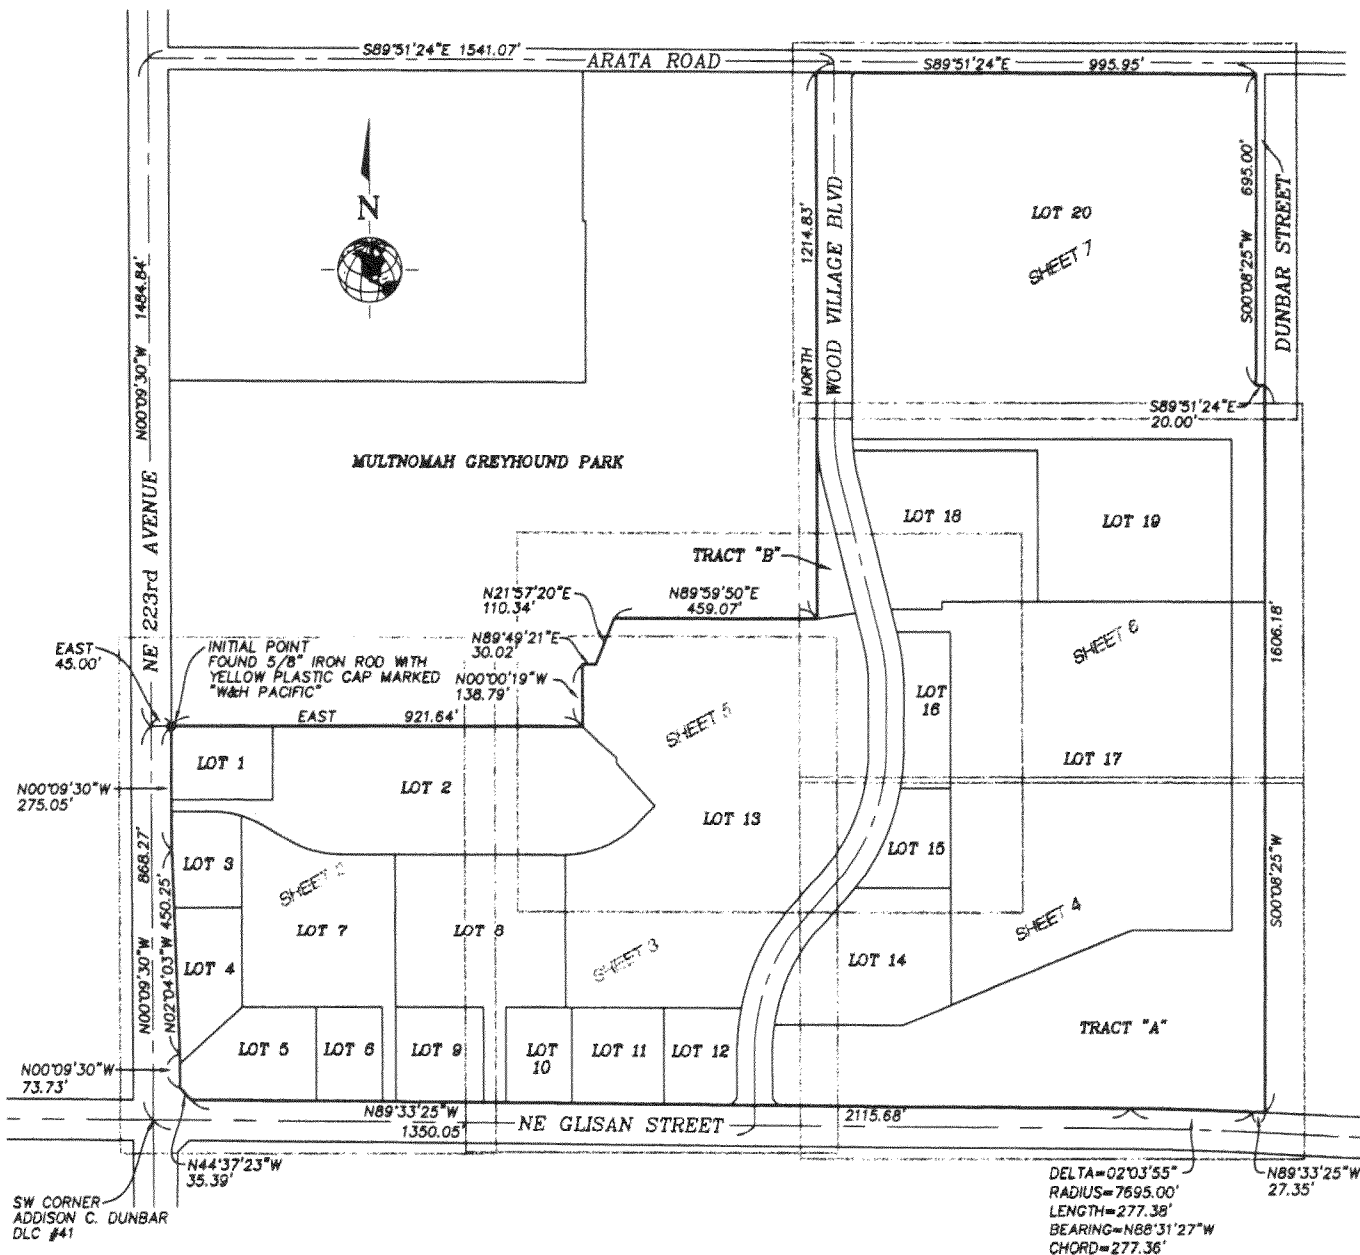 S89°51'24"E 1541.07'
ARATA ROAD
S89°51'24"E 995.95'
N
N00°09'30"W 1484.84'
NE 223rd AVENUE
MULTNOMAH GREYHOUND PARK
NORTH 1214.83'
WOOD VILLAGE BLVD
LOT 20
SHEET 7
S00°08'25"W 695.00'
DUNBAR STREET
S89°51'24"E
20.00'
LOT 18
LOT 19
TRACT "B"
N21°57'20"E
110.34'
N89°59'50"E
459.07'
N89°49'21"E
30.02'
N00°00'19"W
138.79'
EAST
45.00'
INITIAL POINT
FOUND 5/8" IRON ROD WITH
YELLOW PLASTIC CAP MARKED
"W&H PACIFIC"
EAST 921.64'
SHEET 6
1606.18'
S00°08'25"W
SHEET 5
LOT
16
LOT 17
LOT 1
LOT 2
N00°09'30"W
275.05'
LOT 13
LOT 3
LOT 15
SHEET 2
N00°09'30"W 868.27'
N02°04'03"W 450.25'
LOT 7
LOT 8
SHEET 3
SHEET 4
LOT 4
LOT 14
TRACT "A"
LOT 5
LOT 6
LOT 9
LOT
10
LOT 11
LOT 12
N00°09'30"W
73.73'
N89°33'25"W
1350.05'
NE GLISAN STREET
2115.68'
N44°37'23"W
35.39'
SW CORNER
ADDISON C. DUNBAR
DLC #41
DELTA=02°03'55"
RADIUS=7695.00'
LENGTH=277.38'
BEARING=N88°31'27"W
CHORD=277.36'
N89°33'25"W
27.35'